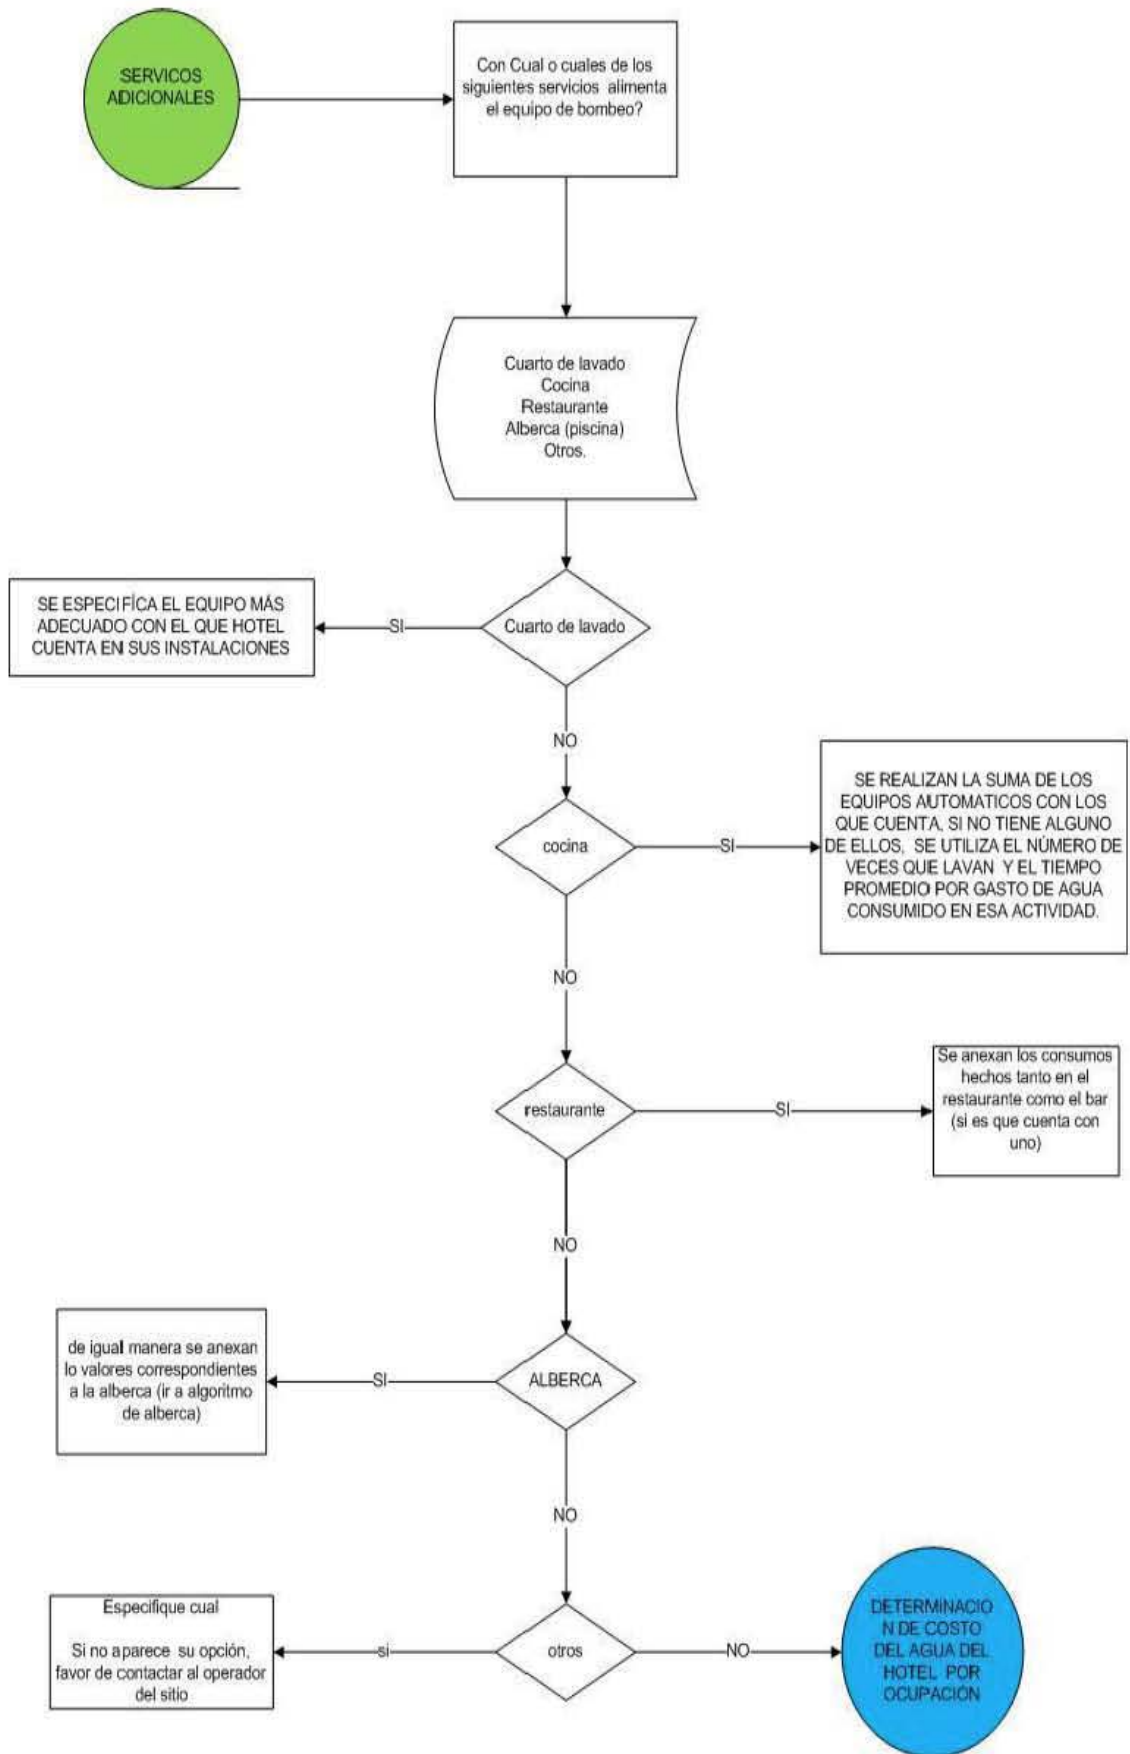 SERVICOS
ADICIONALES
Con Cual o cuales de los
siguientes servicios alimenta
el equipo de bombeo?
Cuarto de lavado
Cocina
Restaurante
Alberca (piscina)
Otros.
Cuarto de lavado
SI
SE ESPECIFÍCA EL EQUIPO MÁS
ADECUADO CON EL QUE HOTEL
CUENTA EN SUS INSTALACIONES
NO
cocina
SI
SE REALIZAN LA SUMA DE LOS
EQUIPOS AUTOMATICOS CON LOS
QUE CUENTA, SI NO TIENE ALGUNO
DE ELLOS, SE UTILIZA EL NÚMERO DE
VECES QUE LAVAN Y EL TIEMPO
PROMEDIO POR GASTO DE AGUA
CONSUMIDO EN ESA ACTIVIDAD.
NO
restaurante
SI
Se anexan los consumos
hechos tanto en el
restaurante como el bar
(si es que cuenta con
uno)
NO
ALBERCA
SI
de igual manera se anexan
lo valores correspondientes
a la alberca (ir a algoritmo
de alberca)
NO
otros
si
Especifique cual
Si no aparece su opción,
favor de contactar al operador
del sitio
NO
DETERMINACIO
N DE COSTO
DEL AGUA DEL
HOTEL POR
OCUPACIÓN